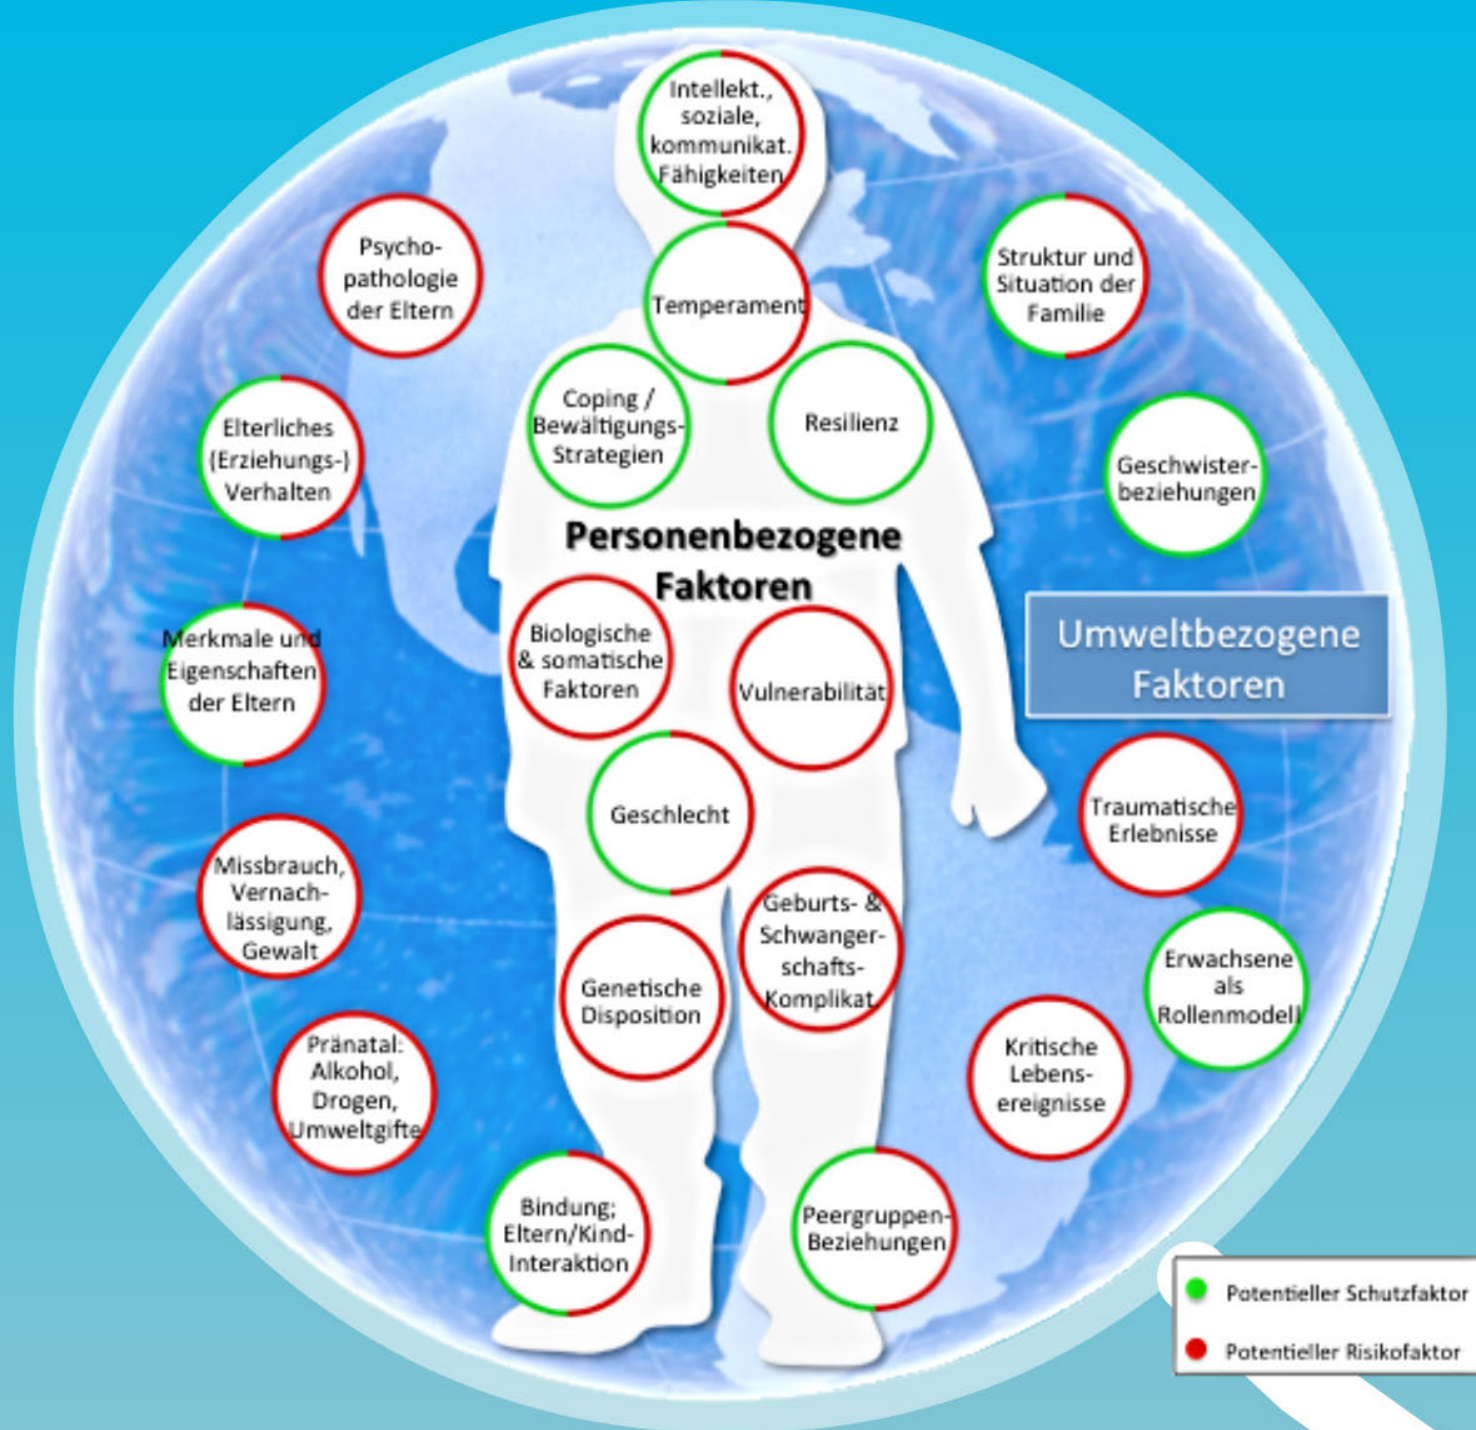 Intellekt.,
soziale,
kommunikat.
Fähigkeiten
Psycho-
pathologie
der Eltern
Temperament
Struktur und
Situation der
Familie
Elterliches
(Erziehungs-)
Verhalten
Coping /
Bewältigungs-
Strategien
Resilienz
Geschwister-
beziehungen
Personenbezogene
Faktoren
Merkmale und
Eigenschaften
der Eltern
Biologische
& somatische
Faktoren
Vulnerabilität
Umweltbezogene
Faktoren
Geschlecht
Traumatische
Erlebnisse
Missbrauch,
Vernach-
lässigung,
Gewalt
Genetische
Disposition
Geburts- &
Schwanger-
schafts-
Komplikat.
Erwachsene
als
Rollenmodell
Pränatal:
Alkohol,
Drogen,
Umweltgifte
Kritische
Lebens-
ereignisse
Bindung;
Eltern/Kind-
Interaktion
Peergruppen-
Beziehungen
Potentieller Schutzfaktor
Potentieller Risikofaktor